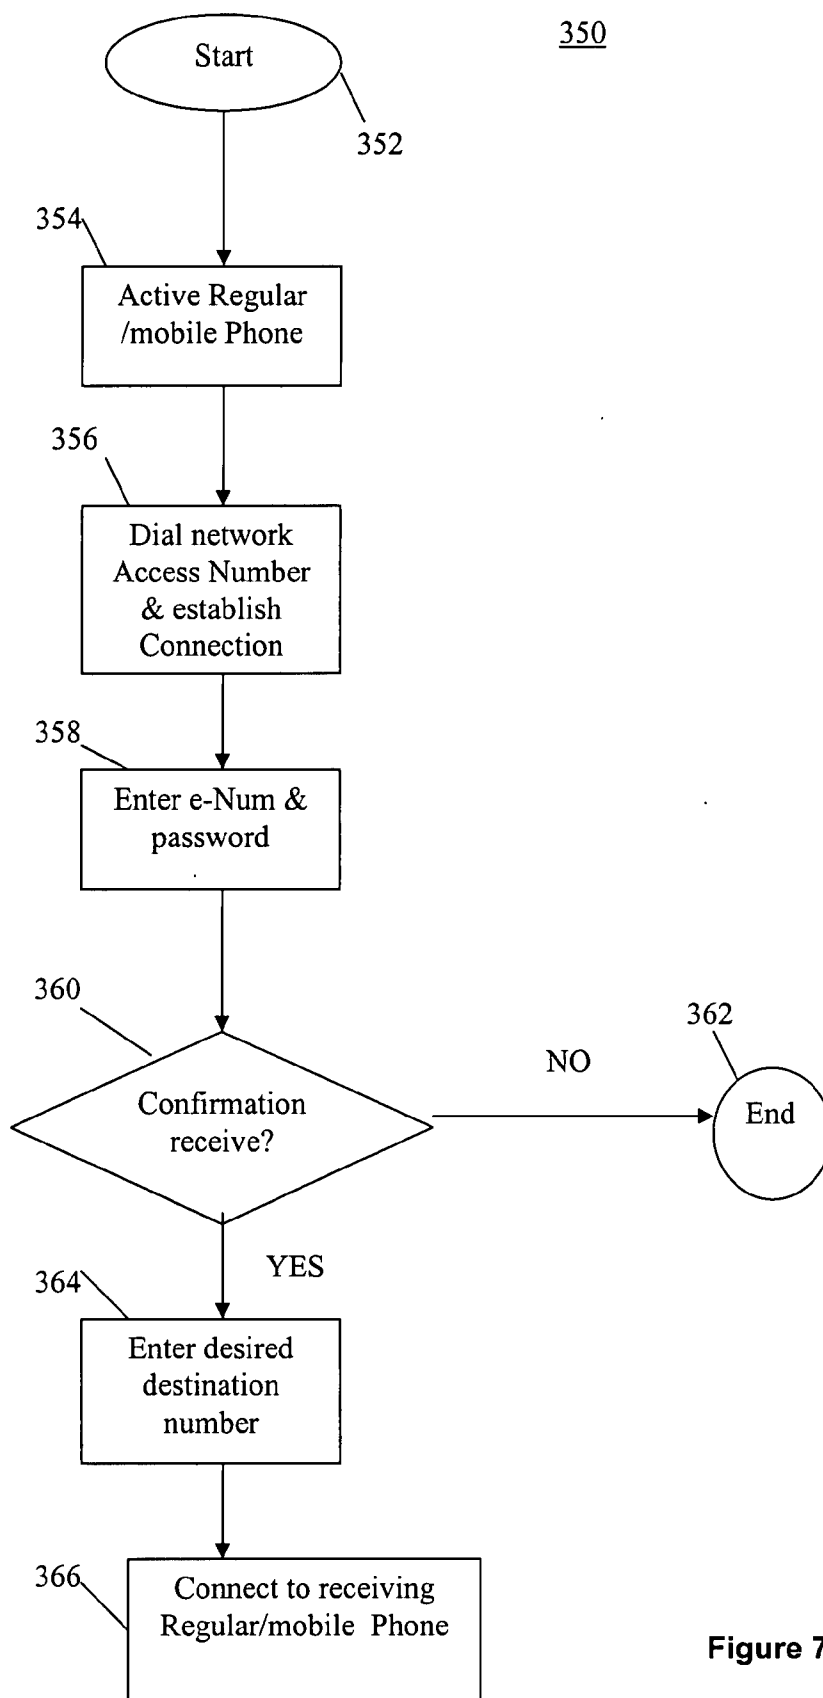 350
Start
352
354
Active Regular
/mobile Phone
356
Dial network
Access Number
& establish
Connection
358
Enter e-Num &
password
360
Confirmation
receive?
NO
362
End
YES
364
Enter desired
destination
number
366
Connect to receiving
Regular/mobile Phone
Figure 7